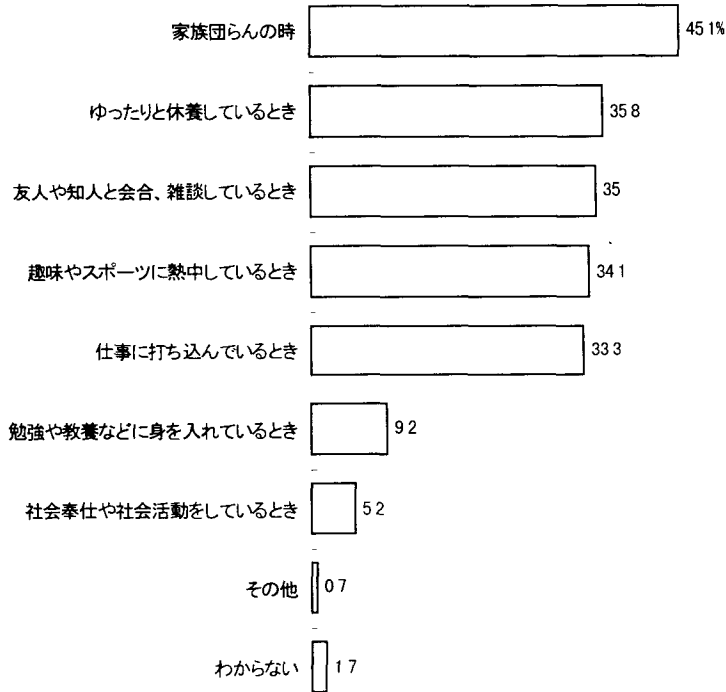 家族団らんの時 45 1%
ゆったりと休養しているとき 35 8
友人や知人と会合、雑談しているとき 35
趣味やスポーツに熱中しているとき 34 1
仕事に打ち込んでいるとき 33 3
勉強や教養などに身を入れているとき 9 2
社会奉仕や社会活動をしているとき 5 2
その他 0 7
わからない 1 7